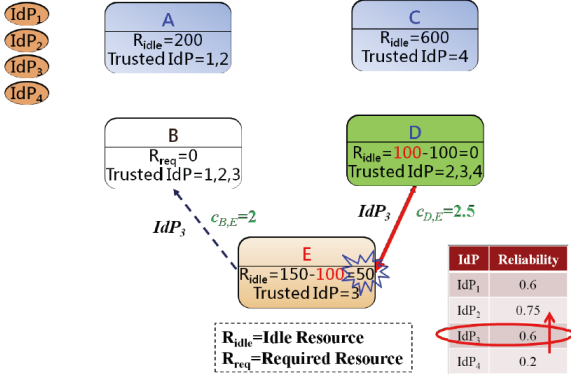 IdP1
IdP2
IdP3
IdP4
A
Ridle=200
Trusted IdP=1,2
C
Ridle=600
Trusted IdP=4
B
Rreq=0
Trusted IdP=1,2,3
D
Ridle=100-100=0
Trusted IdP=2,3,4
IdP3
cB,E=2
IdP3
cD,E=2.5
E
Ridle=150-100=50
Trusted IdP=3
Ridle=Idle Resource
Rreq=Required Resource
IdP Reliability
IdP1 0.6
IdP2 0.75
IdP3 0.6
IdP4 0.2